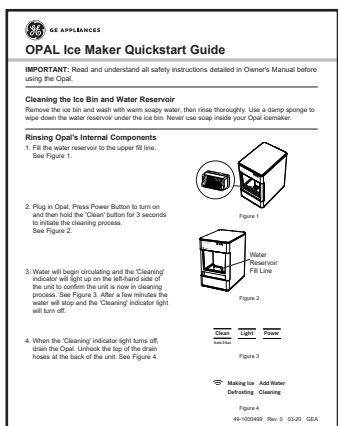 GE APPLIANCES
OPAL Ice Maker Quickstart Guide
IMPORTANT: Read and understand all safety instructions detailed in Owner's Manual before
using the Opal.
Cleaning the Ice Bin and Water Reservoir
Remove the ice bin and wash with warm soapy water, then rinse thoroughly. Use a damp sponge to
wipe down the water reservoir under the ice bin. Never use soap inside your Opal icemaker.
Rinsing Opal's Internal Components
1. Fill the water reservoir to the upper fill line.
See Figure 1.
Figure 1
2. Plug in Opal, Press Power Button to turn on
and then hold the 'Clean' button for 3 seconds
to initiate the cleaning process.
See Figure 2.
Water
Reservoir
Fill Line
Figure 2
3. Water will begin circulating and the 'Cleaning'
indicator will light up on the left-hand side of
the unit to confirm the unit is now in cleaning
process. See Figure 3. After a few minutes the
water will stop and the 'Cleaning' indicator light
will turn off.
Clean Light Power
Hold 3 Sec
Figure 3
4. When the 'Cleaning' indicator light turns off,
drain the Opal. Unhook the top of the drain
hoses at the back of the unit. See Figure 4.
Making Ice Add Water
Defrosting Cleaning
Figure 4
49-1000499 Rev. 0 03-20 GEA